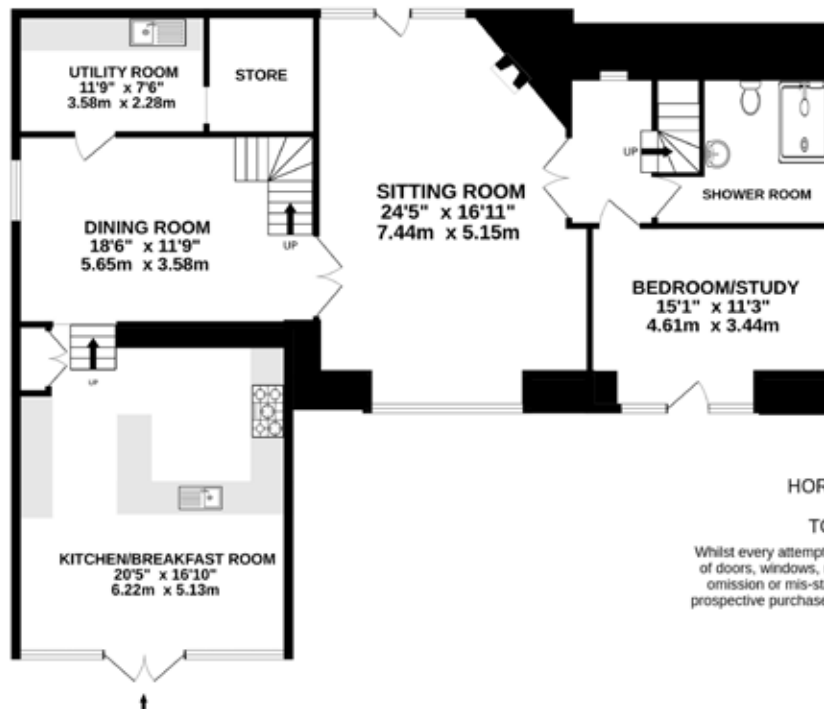 UTILITY ROOM
11'9" x 7'6"
3.58m x 2.28m
STORE
DINING ROOM
18'6" x 11'9"
5.65m x 3.58m
UP
SITTING ROOM
24'5" x 16'11"
7.44m x 5.15m
UP
SHOWER ROOM
BEDROOM/STUDY
15'1" x 11'3"
4.61m x 3.44m
UP
KITCHEN/BREAKFAST ROOM
20'5" x 16'10"
6.22m x 5.13m
HOR
TO
Whilst every attempt
of doors, windows,
omission or mis-st
prospective purchase